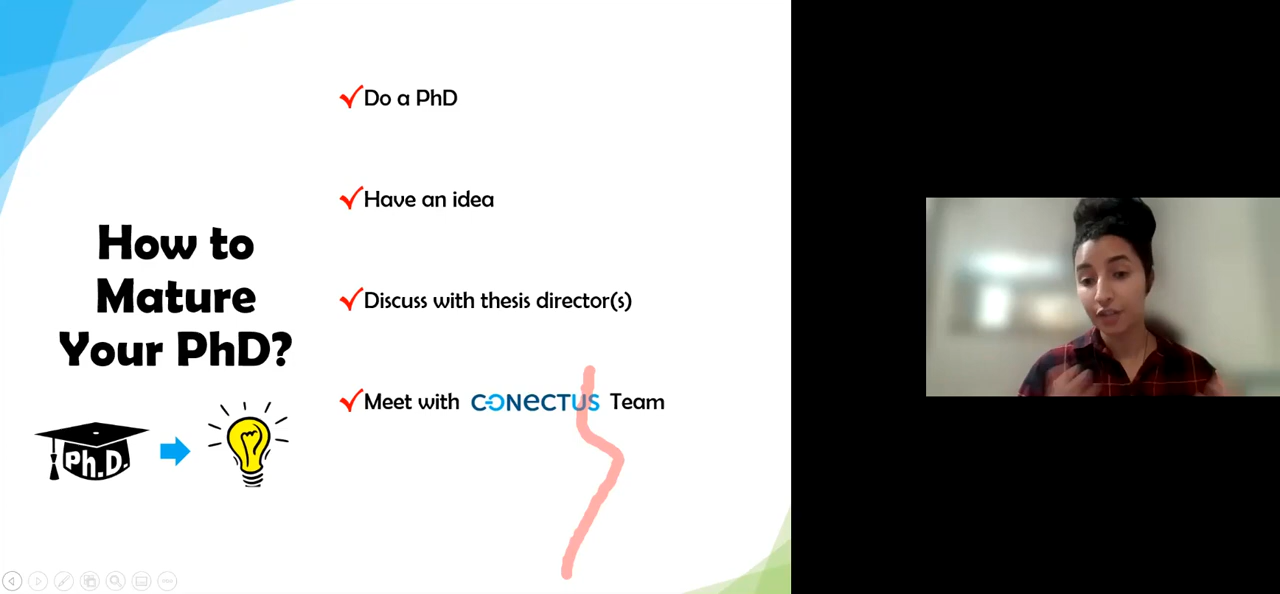 How to
Mature
Your PhD?
Ph.D.
Do a PhD
Have an idea
Discuss with thesis director(s)
Meet with CONECTUS Team